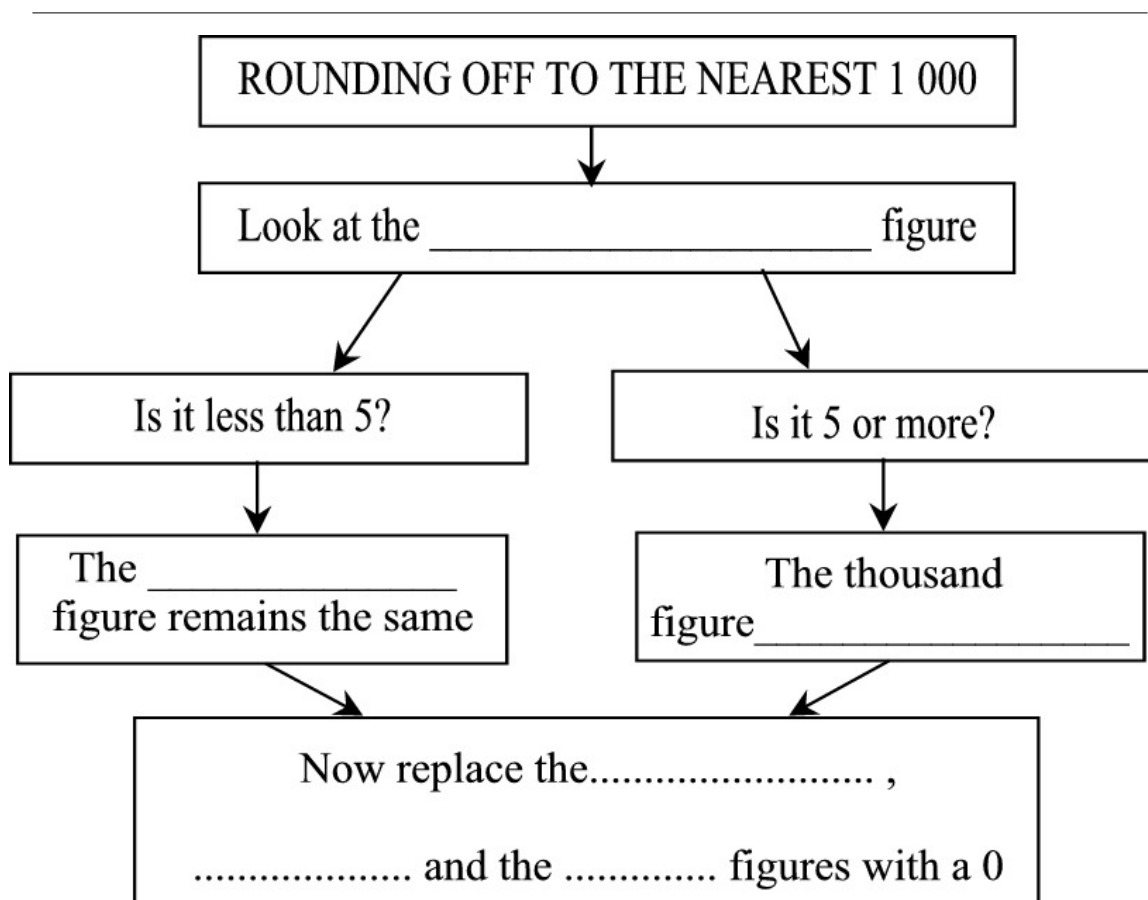 ROUNDING OFF TO THE NEAREST 1 000
Look at the ______________________ figure
Is it less than 5?
Is it 5 or more?
The ______________
figure remains the same
The thousand
figure_________________
Now replace the.......................... ,
.................... and the .............. figures with a 0